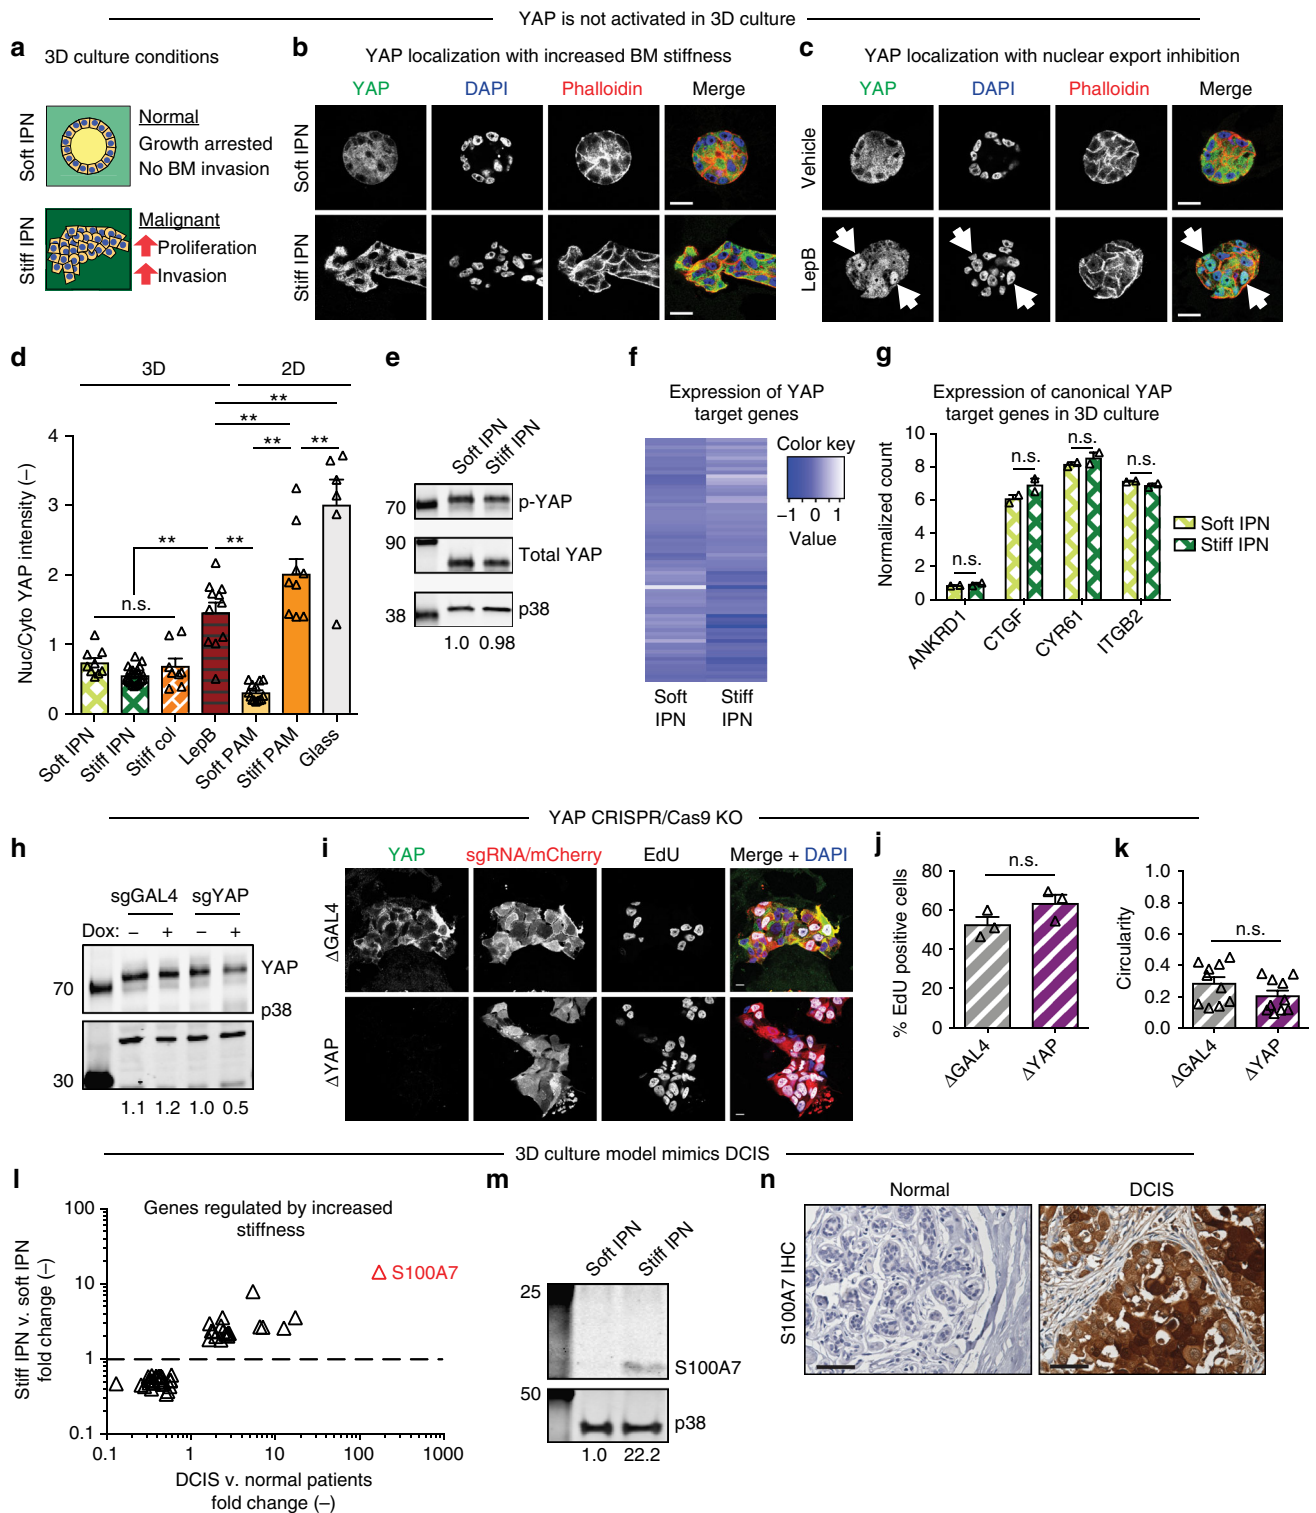 YAP is not activated in 3D culture
a
3D culture conditions
Soft IPN
Normal
Growth arrested
No BM invasion
Stiff IPN
Malignant
Proliferation
Invasion
b
YAP localization with increased BM stiffness
YAP DAPI Phalloidin Merge
Soft IPN
Stiff IPN
c
YAP localization with nuclear export inhibition
YAP DAPI Phalloidin Merge
Vehicle
LepB
d
3D 2D
**
**
** **
** **
n.s.
Nuc/Cyto YAP intensity (–)
4
3
2
1
0
Soft IPN
Stiff IPN
Stiff col
LepB
Soft PAM
Stiff PAM
Glass
e
Soft IPN
Stiff IPN
70
p-YAP
90
Total YAP
38
p38
1.0 0.98
f
Expression of YAP
target genes
Color key
–1 0 1
Value
Soft
IPN
Stiff
IPN
g
Expression of canonical YAP
target genes in 3D culture
Normalized count
10
8
6
4
2
0
n.s.
n.s.
n.s.
n.s.
ANKRD1
CTGF
CYR61
ITGB2
Soft IPN
Stiff IPN
YAP CRISPR/Cas9 KO
h
sgGAL4 sgYAP
Dox: – + – +
YAP
70
p38
30
1.1 1.2 1.0 0.5
i
YAP sgRNA/mCherry EdU Merge + DAPI
ΔGAL4
ΔYAP
j
% EdU positive cells
80
60
40
20
0
n.s.
ΔGAL4
ΔYAP
k
Circularity
1.0
0.8
0.6
0.4
0.2
0.0
n.s.
ΔGAL4
ΔYAP
3D culture model mimics DCIS
l
Genes regulated by increased
stiffness
Stiff IPN v. soft IPN
fold change (–)
100
10
1
0.1
S100A7
0.1 1 10 100 1000
DCIS v. normal patients
fold change (–)
m
Soft IPN
Stiff IPN
25
S100A7
50
p38
1.0 22.2
n
Normal DCIS
S100A7 IHC